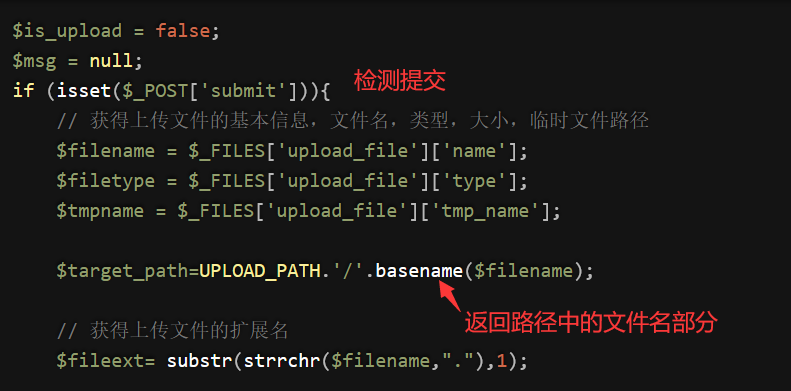 $is_upload = false;
$msg = null;
if (isset($_POST['submit'])){
检测提交
// 获得上传文件的基本信息，文件名，类型，大小，临时文件路径
$filename = $_FILES['upload_file']['name'];
$filetype = $_FILES['upload_file']['type'];
$tmpname = $_FILES['upload_file']['tmp_name'];
$target_path=UPLOAD_PATH.'/'.basename($filename);
返回路径中的文件名部分
// 获得上传文件的扩展名
$fileext= substr(strrchr($filename,"."),1);